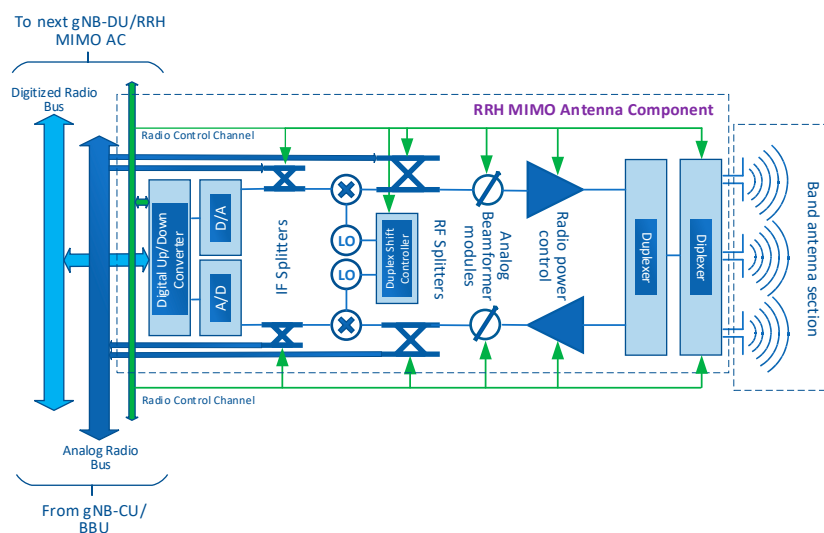 To next gNB-DU/RRH
MIMO AC
Digitized Radio
Bus
RRH MIMO Antenna Component
Radio Control Channel
Digital Up/Down
Converter
D/A
A/D
IF Splitters
LO
LO
Duplex Shift
Controller
RF Splitters
Analog
Beamformer
modules
Radio power
control
Duplexer
Diplexer
Band antenna section
Radio Control Channel
Analog Radio
Bus
From gNB-CU/
BBU